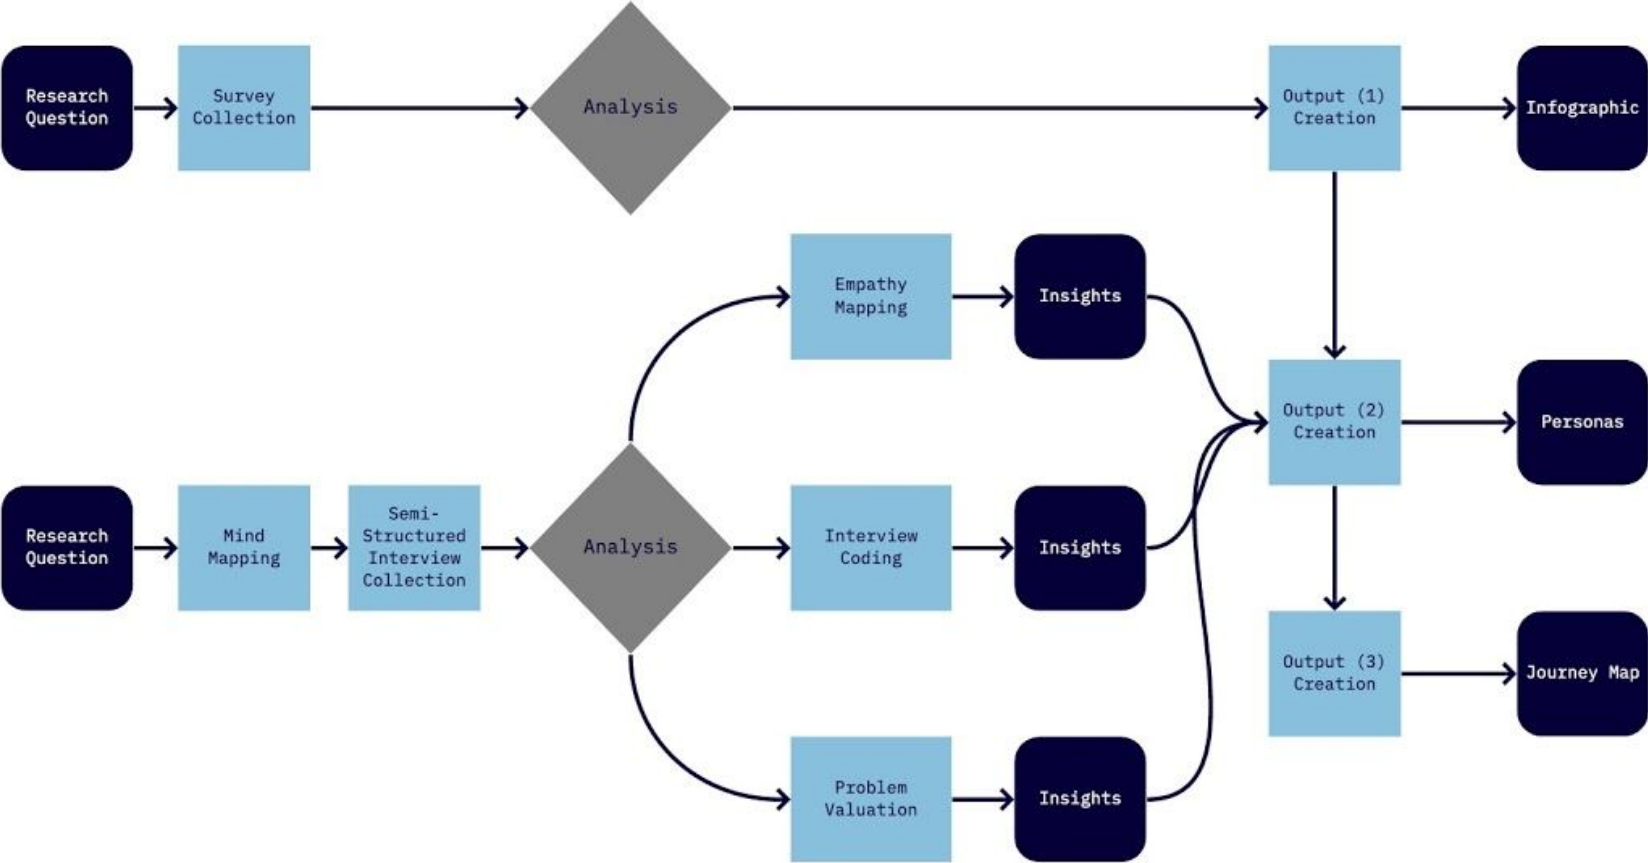 Research
Question
Survey
Collection
Analysis
Output (1)
Creation
Infographic
Empathy
Mapping
Insights
Output (2)
Creation
Personas
Research
Question
Mind
Mapping
Semi-
Structured
Interview
Collection
Analysis
Interview
Coding
Insights
Output (3)
Creation
Journey Map
Problem
Valuation
Insights